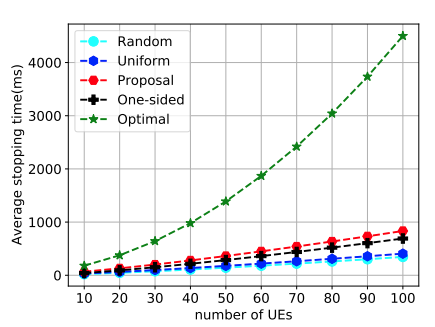 Random
Uniform
Proposal
One-sided
Optimal
Average stopping time(ms)
4000
3000
2000
1000
0
10 20 30 40 50 60 70 80 90 100
number of UEs